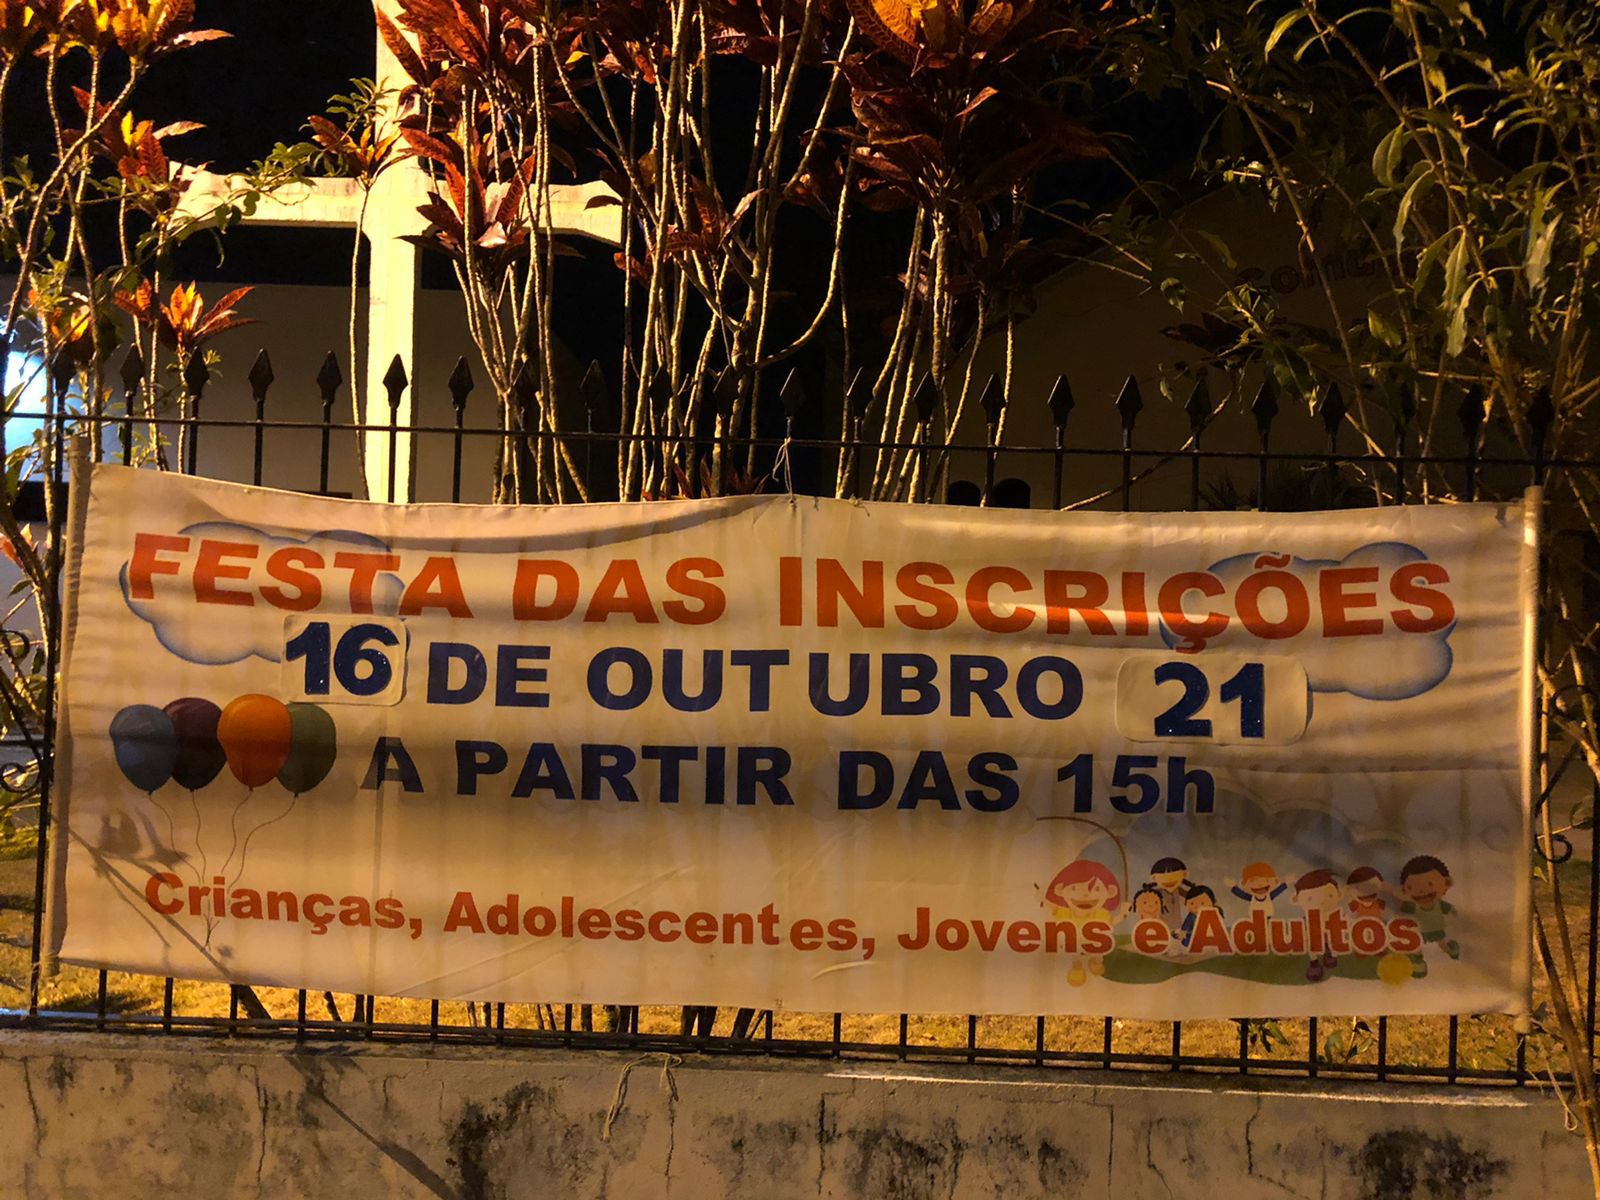 FESTA DAS INSCRIÇÕES
16 DE OUTUBRO 21
A PARTIR DAS 15h
Crianças, Adolescentes, Jovens e Adultos